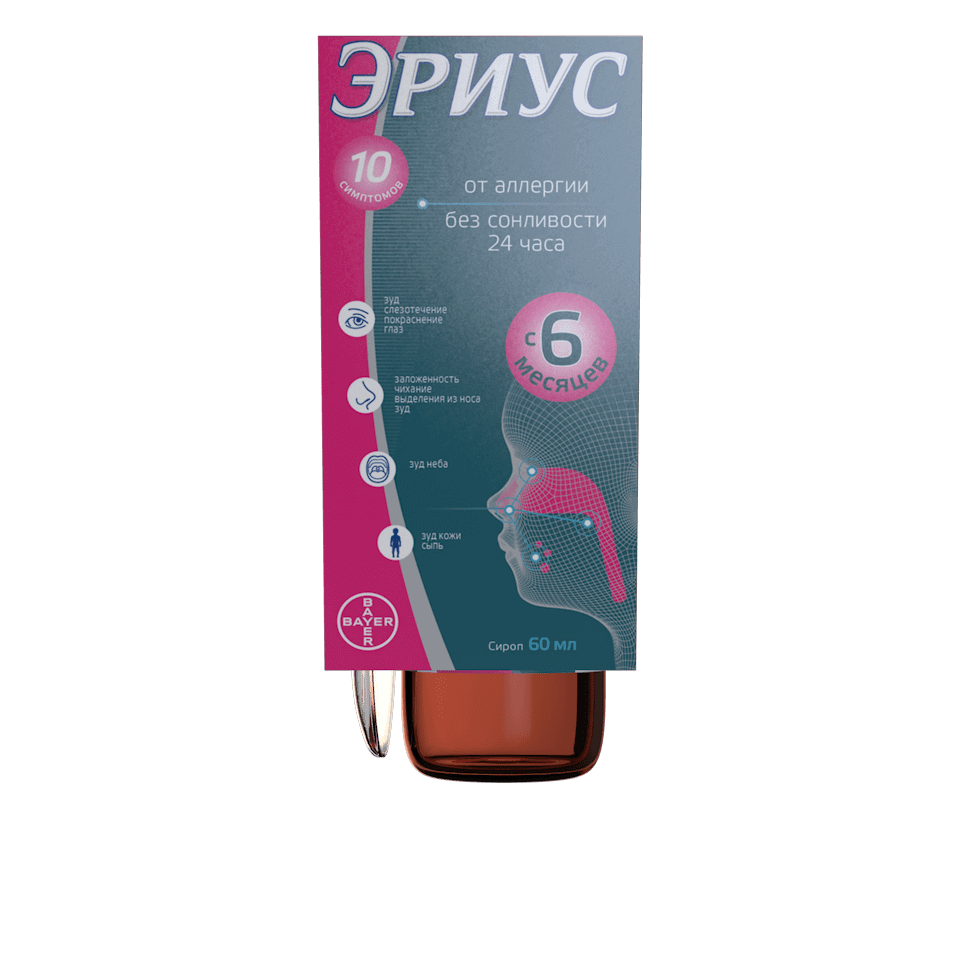 ЭРИУС
10
СИМПТОМОВ
от аллергии
без сонливости
24 часа
зуд
слезотечение
покраснение
глаз
с 6
месяцев
заложенность
чихание
выделения из носа
зуд
зуд неба
зуд кожи
сыпь
BAYER
BAYER
Сироп 60 мл